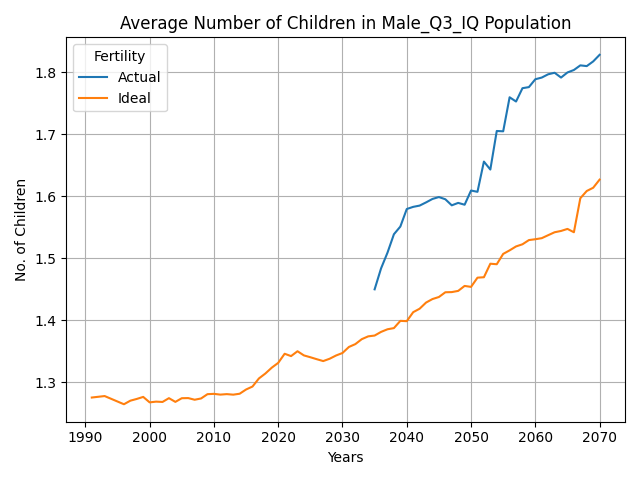 Average Number of Children in Male_Q3_IQ Population
Fertility
Actual
Ideal
No. of Children
1.8
1.7
1.6
1.5
1.4
1.3
1990 2000 2010 2020 2030 2040 2050 2060 2070
Years